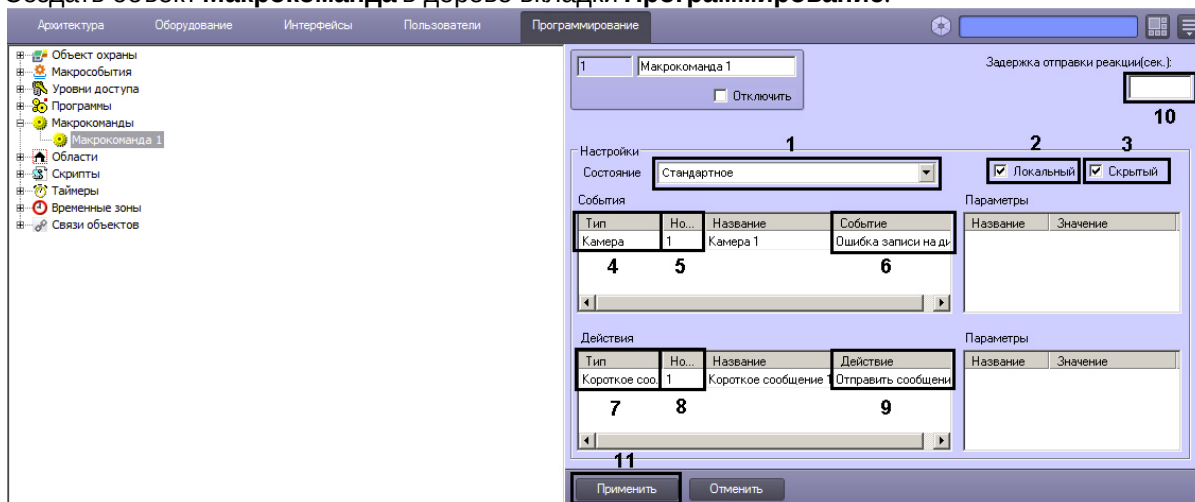 Создать объект Макрокоманда в дереве вкладки Программирование.
Архитектура Оборудование Интерфейсы Пользователи Программирование
Объект охраны
Макрособытия
Уровни доступа
Программы
Макрокоманды
Макрокоманда 1
Области
Скрипты
Таймеры
Временные зоны
Связи объектов
1 Макрокоманда 1
Отключить
Задержка отправки реакции(сек.):
10
1 2 3
Настройки
Состояние Стандартное Локальный Скрытый
События Параметры
Тип Но... Название Событие Название Значение
Камера 1 Камера 1 Ошибка записи на ди
4 5 6
Действия Параметры
Тип Но... Название Действие Название Значение
Короткое соо. 1 Короткое сообщение 1 Отправить сообщени
7 8 9
11
Применить Отменить